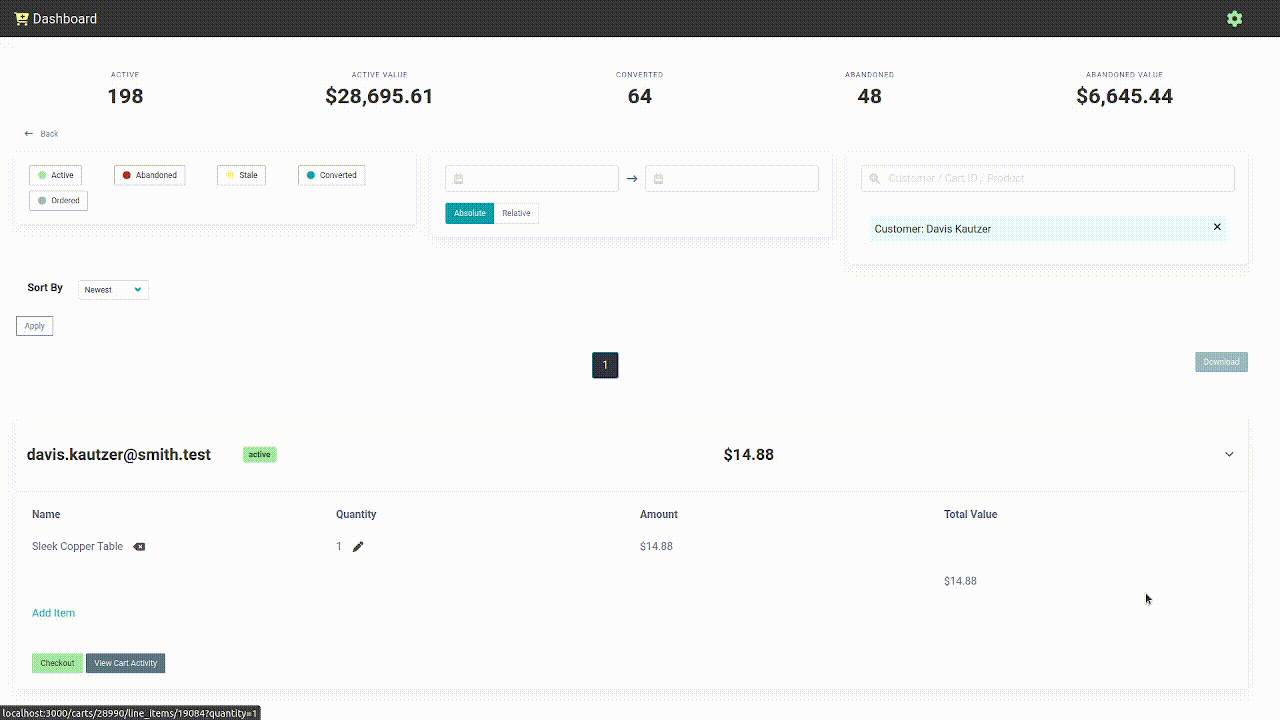 Dashboard
ACTIVE
198
ACTIVE VALUE
$28,695.61
CONVERTED
64
ABANDONED
48
ABANDONED VALUE
$6,645.44
Back
Active
Abandoned
Stale
Converted
Ordered
Absolute
Relative
Customer / Cart ID / Product
Customer: Davis Kautzer
Sort By
Newest
Apply
1
Download
davis.kautzer@smith.test
active
$14.88
Name
Quantity
Amount
Total Value
Sleek Copper Table
1
$14.88
$14.88
Add Item
Checkout
View Cart Activity
localhost:3000/carts/28990/line_items/19084?quantity=1